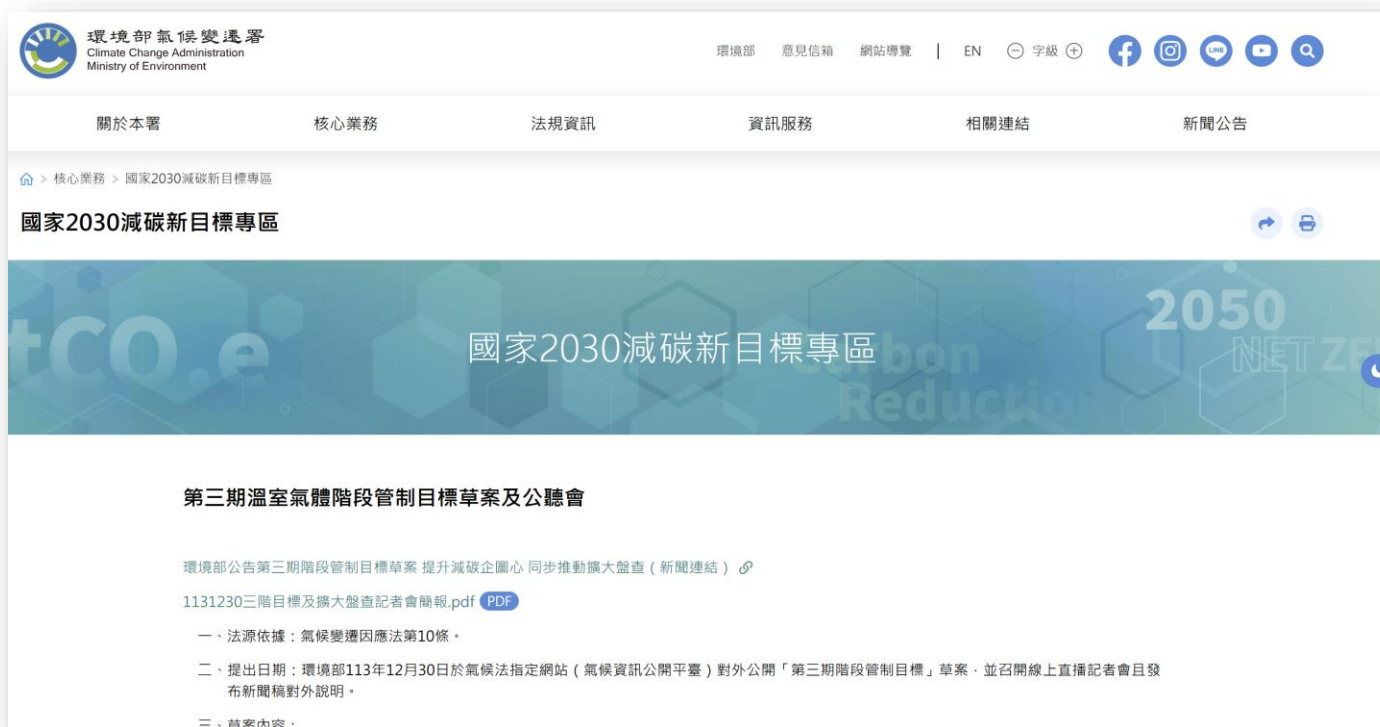 環境部氣候變遷署
Climate Change Administration
Ministry of Environment
環境部 意見信箱 網站導覽 | EN 字級
LINE
關於本署 核心業務 法規資訊 資訊服務 相關連結 新聞公告
> 核心業務 > 國家2030減碳新目標專區
國家2030減碳新目標專區
2050
NET ZE
tCO₂e
國家2030減碳新目標專區
Carbon
Reduction
第三期溫室氣體階段管制目標草案及公聽會
環境部公告第三期階段管制目標草案 提升減碳企圖心 同步推動擴大盤查 ( 新聞連結 )
1131230三階目標及擴大盤查記者會簡報.pdf PDF
一、法源依據：氣候變遷因應法第10條。
二、提出日期：環境部113年12月30日於氣候法指定網站 ( 氣候資訊公開平臺 ) 對外公開「第三期階段管制目標」草案，並召開線上直播記者會且發
布新聞稿對外說明。
三、草案內容：